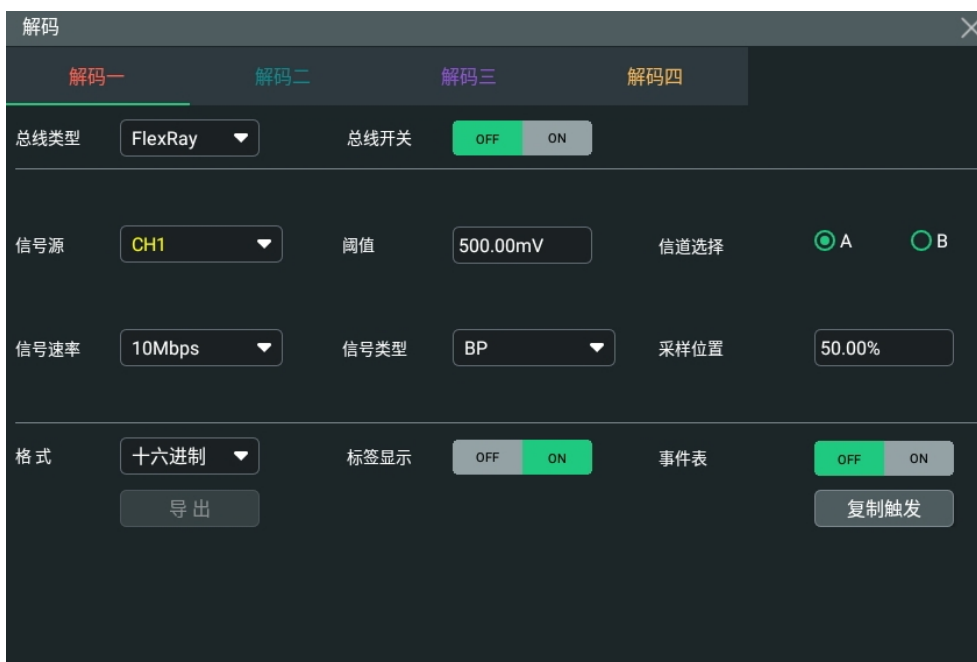 解码
解码一 解码二 解码三 解码四
总线类型 FlexRay 总线开关 OFF ON
信号源 CH1 阈值 500.00mV 信道选择 A B
信号速率 10Mbps 信号类型 BP 采样位置 50.00%
格式 十六进制 标签显示 OFF ON 事件表 OFF ON
导出 复制触发